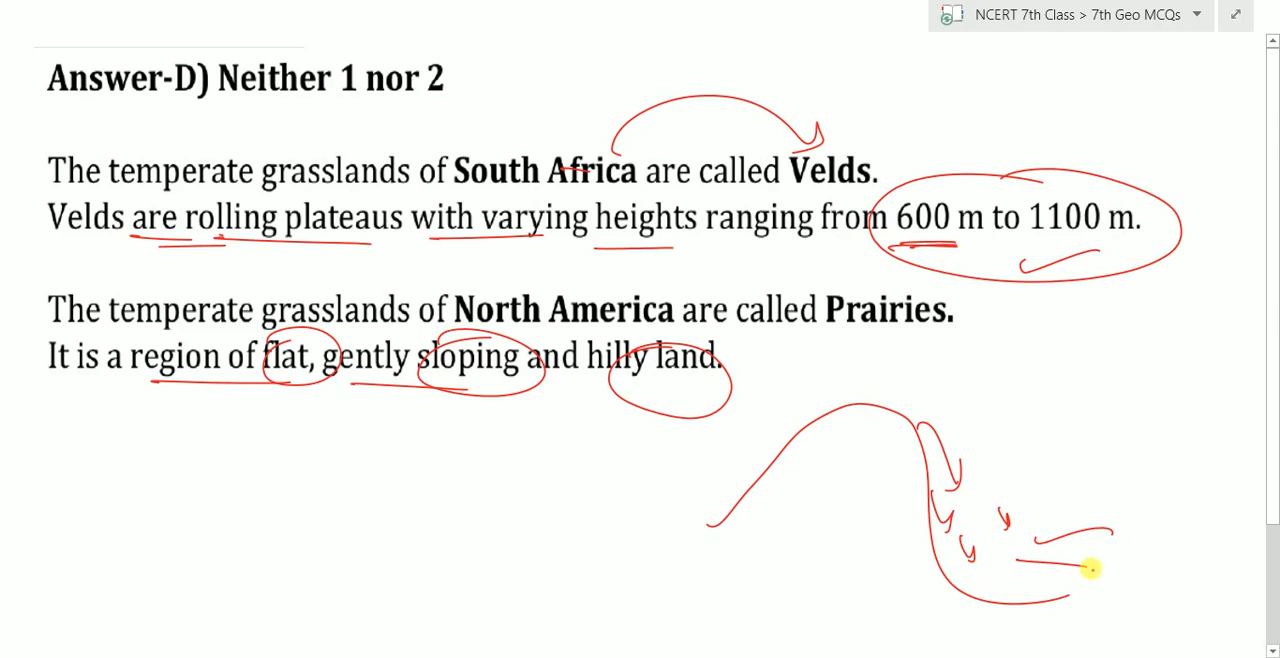 NCERT 7th Class > 7th Geo MCQs
Answer-D) Neither 1 nor 2
The temperate grasslands of South Africa are called Velds.
Velds are rolling plateaus with varying heights ranging from 600 m to 1100 m.
The temperate grasslands of North America are called Prairies.
It is a region of flat, gently sloping and hilly land.